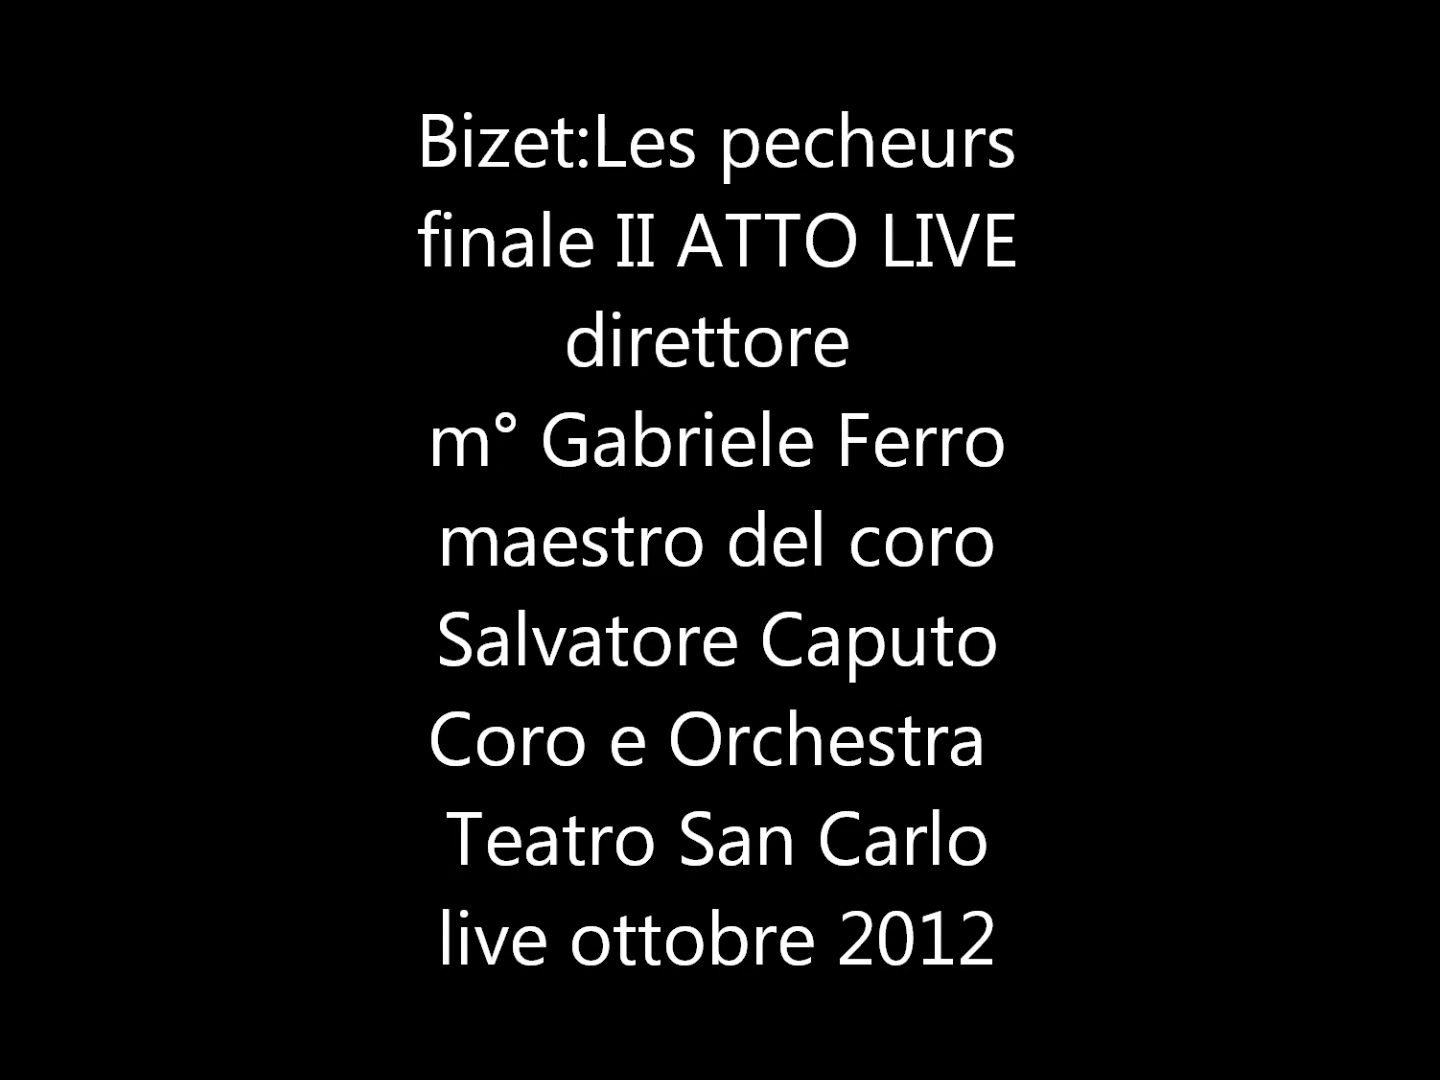 Bizet:Les pecheurs
finale II ATTO LIVE
direttore
m° Gabriele Ferro
maestro del coro
Salvatore Caputo
Coro e Orchestra
Teatro San Carlo
live ottobre 2012